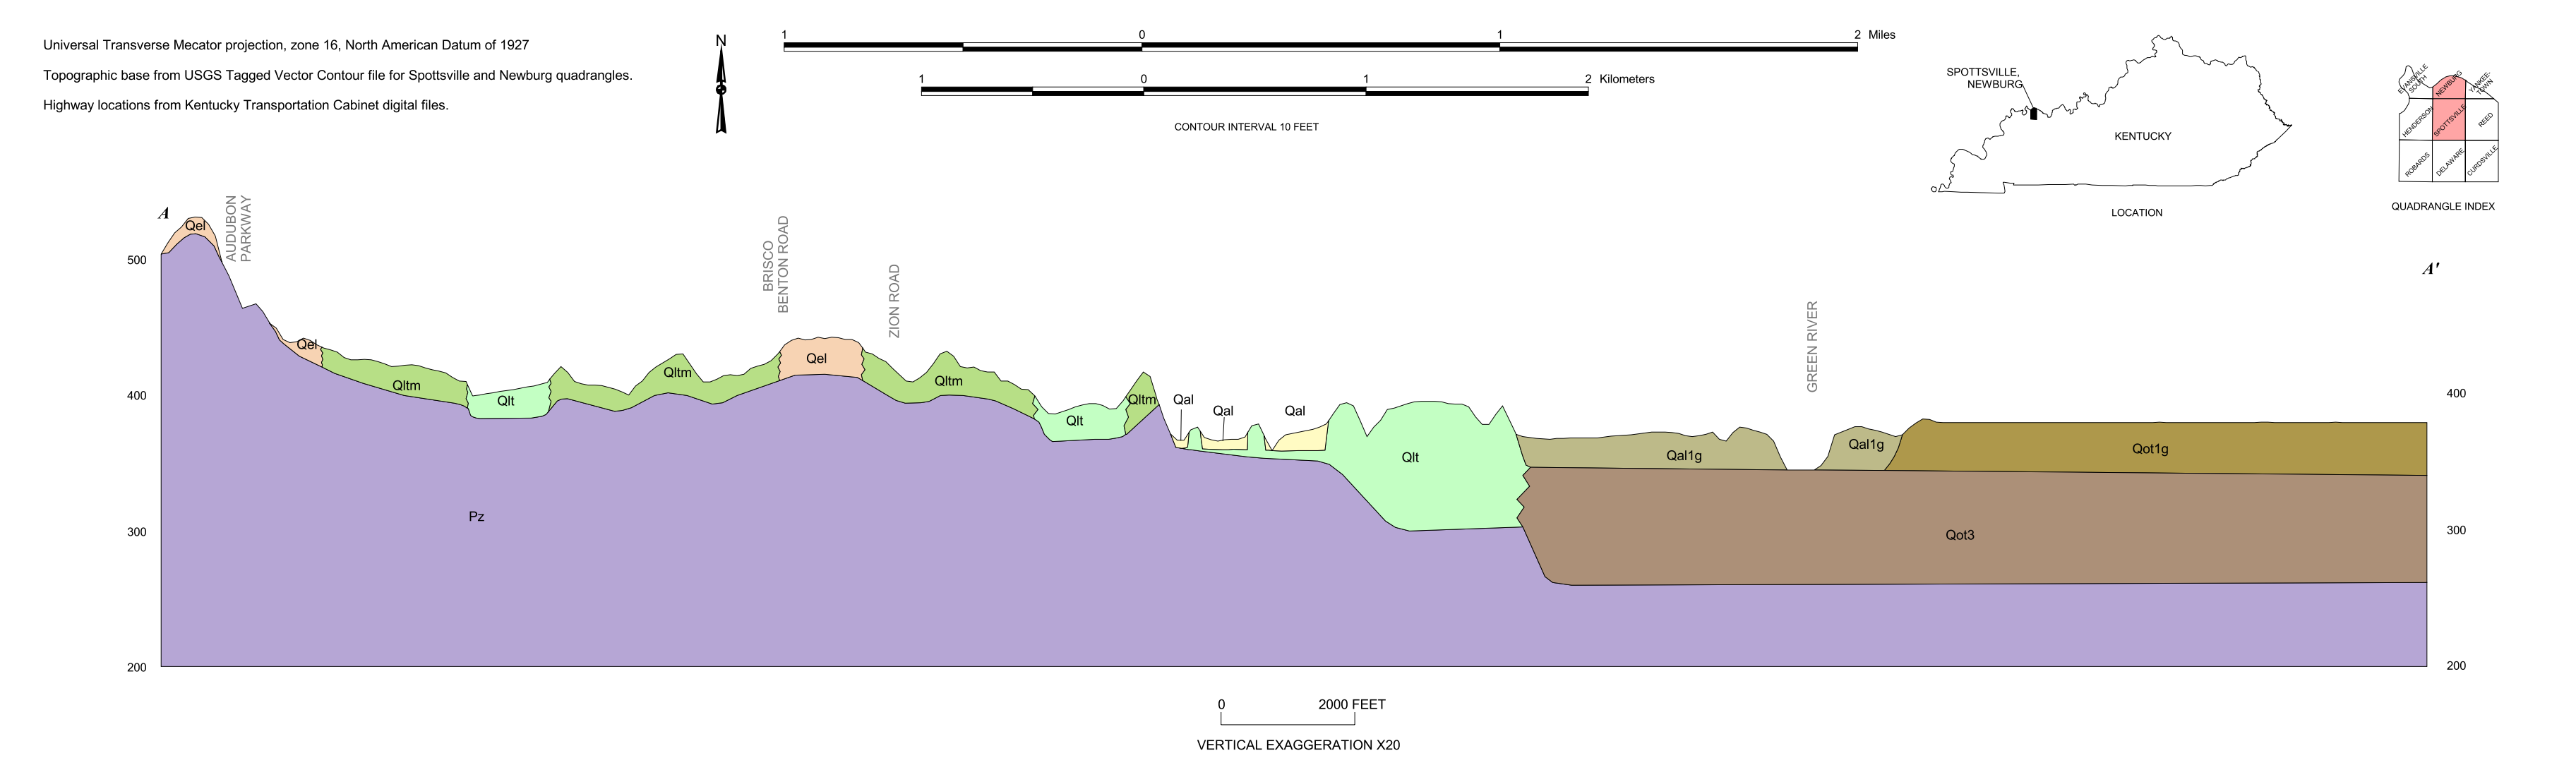 Universal Transverse Mecator projection, zone 16, North American Datum of 1927
Topographic base from USGS Tagged Vector Contour file for Spottsville and Newburg quadrangles.
Highway locations from Kentucky Transportation Cabinet digital files.
N
1 0 1 2 Miles
1 0 1 2 Kilometers
CONTOUR INTERVAL 10 FEET
SPOTTSVILLE,
NEWBURG
KENTUCKY
LOCATION
EVANSVILLE
SOUTH
NEWBURG
YANKEE-
TOWN
HENDERSON
SPOTTSVILLE
REED
ROBARDS
DELAWARE
CURDSVILLE
QUADRANGLE INDEX
A
A'
AUDUBON
PARKWAY
BRISCO
BENTON ROAD
ZION ROAD
GREEN RIVER
500
400
300
200
400
300
200
Qel
Qel
Qltm
Qlt
Qltm
Qel
Qltm
Qlt
Qltm
Qal
Qal
Qal
Qlt
Qal1g
Qal1g
Qot1g
Qot3
Pz
0 2000 FEET
VERTICAL EXAGGERATION X20